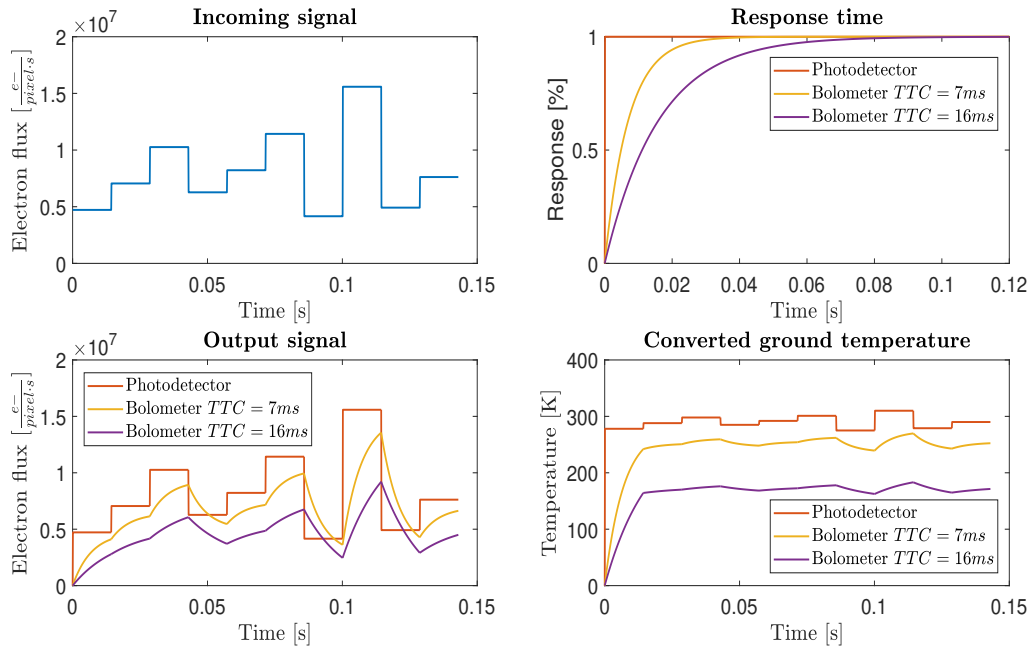 Incoming signal
×10^7
2
1.5
1
0.5
0
Electron flux [e−/pixel·s]
0 0.05 0.1 0.15
Time [s]
Response time
1
0.5
0
Response [%]
Photodetector
Bolometer TTC = 7ms
Bolometer TTC = 16ms
0 0.02 0.04 0.06 0.08 0.1 0.12
Time [s]
Output signal
×10^7
2
1.5
1
0.5
0
Electron flux [e−/pixel·s]
Photodetector
Bolometer TTC = 7ms
Bolometer TTC = 16ms
0 0.05 0.1 0.15
Time [s]
Converted ground temperature
400
300
200
100
0
Temperature [K]
Photodetector
Bolometer TTC = 7ms
Bolometer TTC = 16ms
0 0.05 0.1 0.15
Time [s]